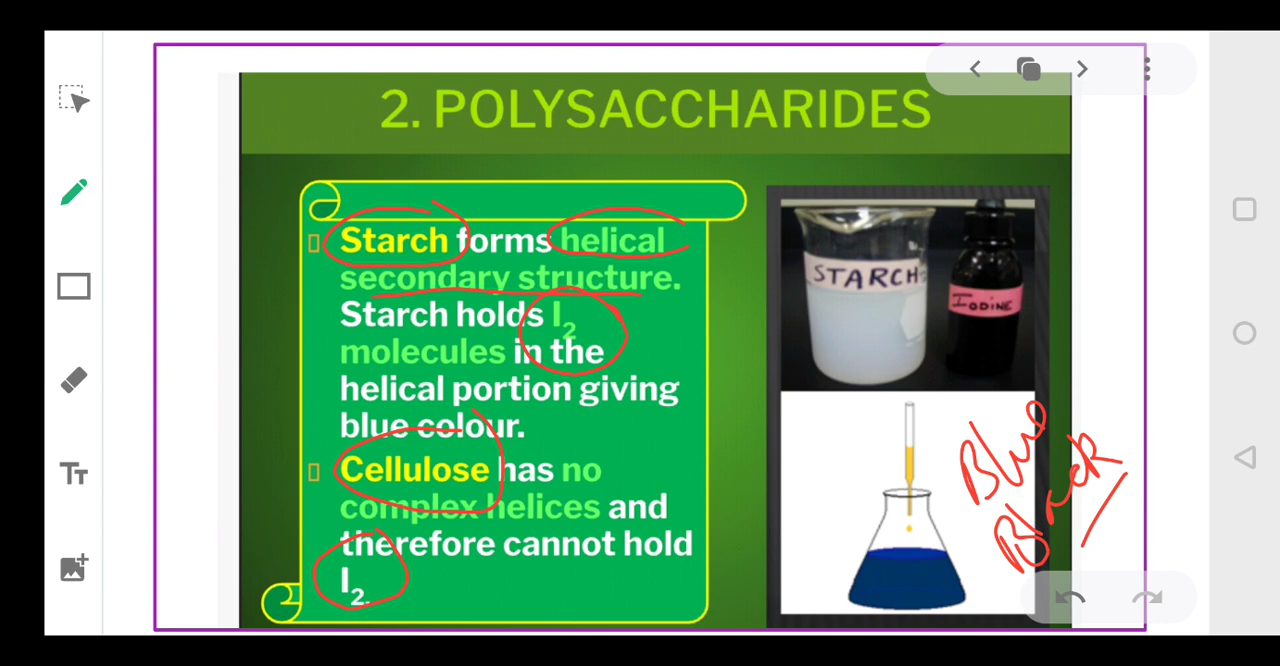 2. POLYSACCHARIDES
Starch forms helical
secondary structure.
Starch holds I₂
molecules in the
helical portion giving
blue colour.
Cellulose has no
complex helices and
therefore cannot hold
I₂.
STARCH
IODINE
Blue
Black
Tт